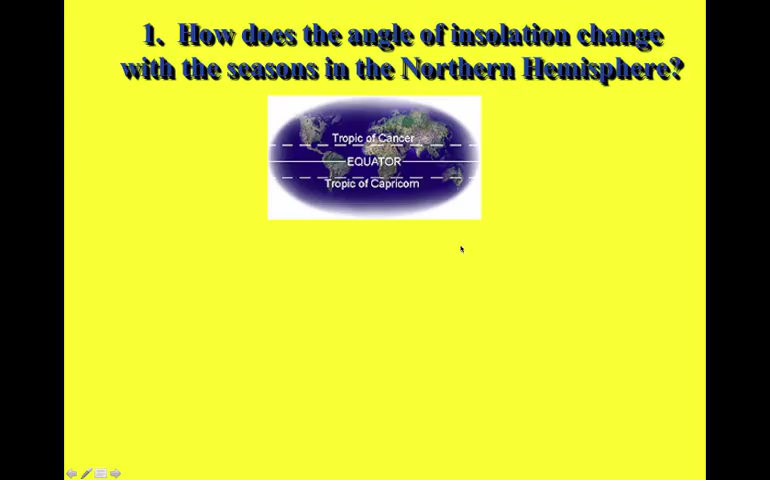 1. How does the angle of insolation change
with the seasons in the Northern Hemisphere?
Tropic of Cancer
EQUATOR
Tropic of Capricorn